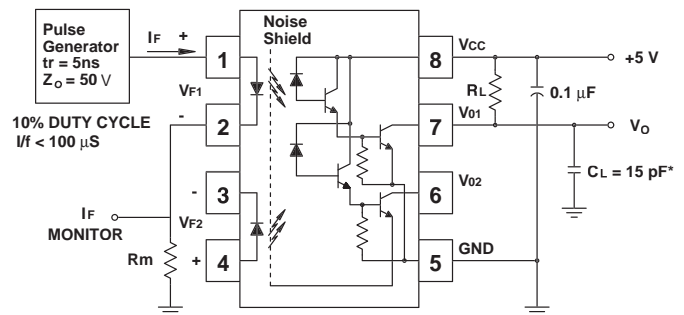 Pulse
Generator
tr = 5ns
ZO = 50 V
IF
+
10% DUTY CYCLE
I/f < 100 μS
IF
MONITOR
Rm
VF1
-
-
VF2
+
1
2
3
4
Noise
Shield
8
7
6
5
VCC
V01
V02
GND
RL
0.1 μF
+5 V
VO
CL = 15 pF*